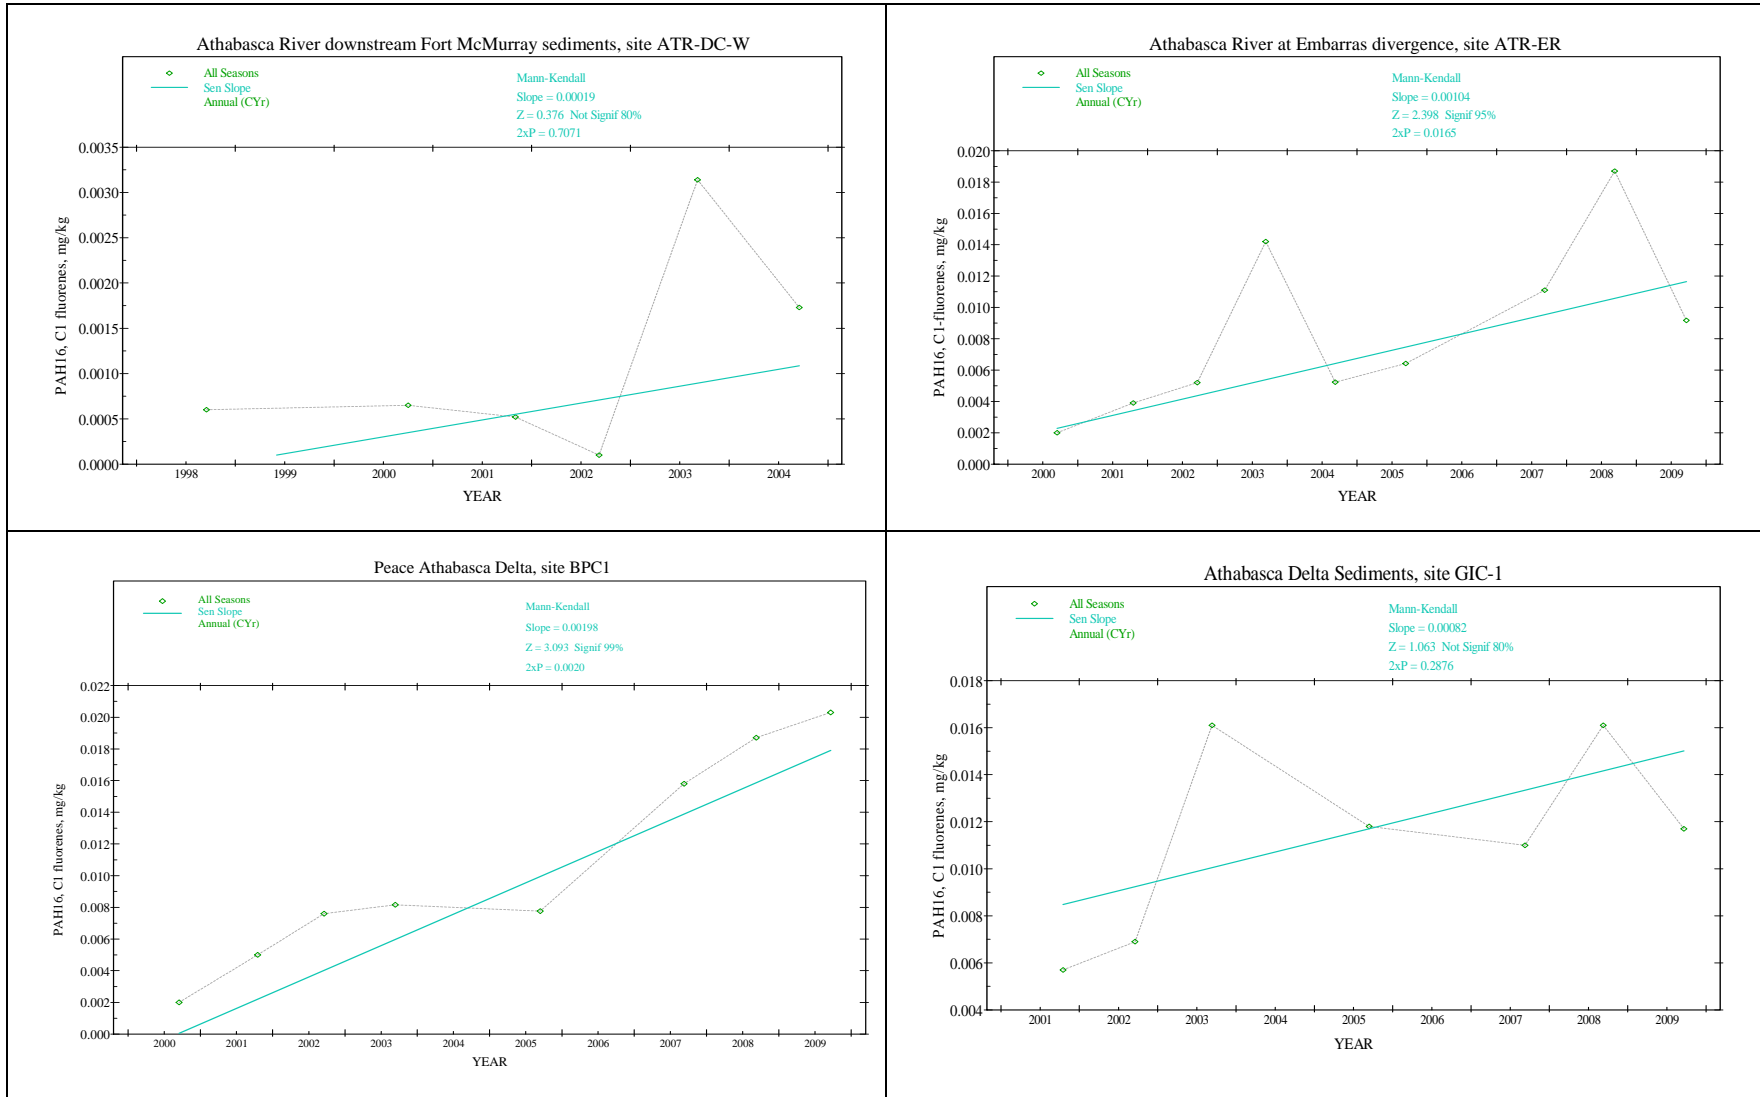 Athabasca River downstream Fort McMurray sediments, site ATR-DC-W
All Seasons
Sen Slope
Annual (CYr)
Mann-Kendall
Slope = 0.00019
Z = 0.376 Not Signif 80%
2xP = 0.7071
PAH16, C1 fluorenes, mg/kg
0.0035
0.0030
0.0025
0.0020
0.0015
0.0010
0.0005
0.0000
1998 1999 2000 2001 2002 2003 2004
YEAR
Athabasca River at Embarras divergence, site ATR-ER
All Seasons
Sen Slope
Annual (CYr)
Mann-Kendall
Slope = 0.00104
Z = 2.398 Signif 95%
2xP = 0.0165
PAH16, C1-fluorenes, mg/kg
0.020
0.018
0.016
0.014
0.012
0.010
0.008
0.006
0.004
0.002
0.000
2000 2001 2002 2003 2004 2005 2007 2008 2009
YEAR
Peace Athabasca Delta, site BPC1
All Seasons
Sen Slope
Annual (CYr)
Mann-Kendall
Slope = 0.00198
Z = 3.093 Signif 99%
2xP = 0.0020
PAH16, C1 fluorenes, mg/kg
0.022
0.020
0.018
0.016
0.014
0.012
0.010
0.008
0.006
0.004
0.002
0.000
2000 2001 2002 2003 2004 2005 2006 2007 2008 2009
YEAR
Athabasca Delta Sediments, site GIC-1
All Seasons
Sen Slope
Annual (CYr)
Mann-Kendall
Slope = 0.00082
Z = 1.063 Not Signif 80%
2xP = 0.2876
PAH16, C1 fluorenes, mg/kg
0.018
0.016
0.014
0.012
0.010
0.008
0.006
0.004
2001 2002 2003 2004 2005 2006 2007 2008 2009
YEAR